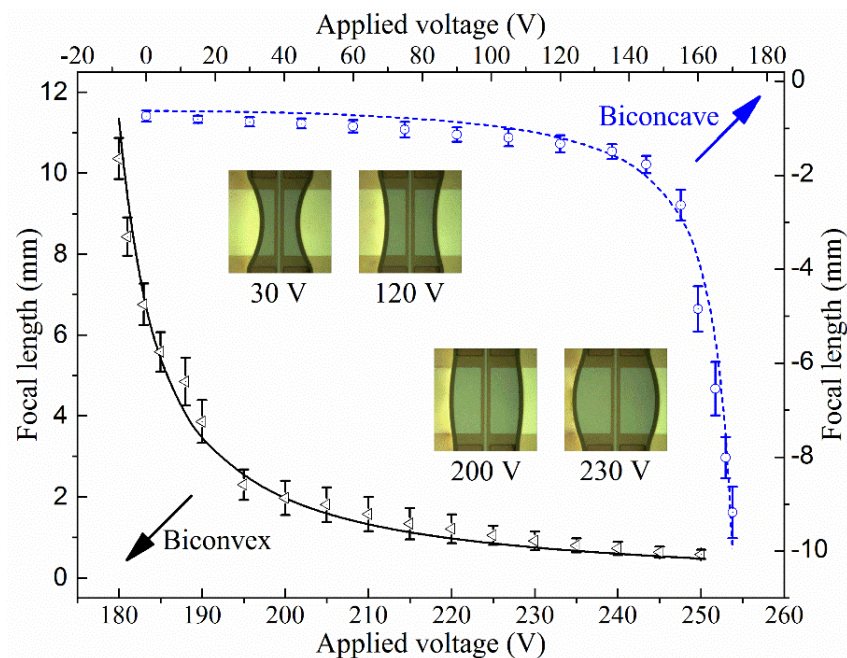 Applied voltage (V)
-20 0 20 40 60 80 100 120 140 160 180
12
10
8
6
4
2
0
Focal length (mm)
0
-2
-4
-6
-8
-10
Focal length (mm)
Biconcave
30 V
120 V
200 V
230 V
Biconvex
180 190 200 210 220 230 240 250 260
Applied voltage (V)